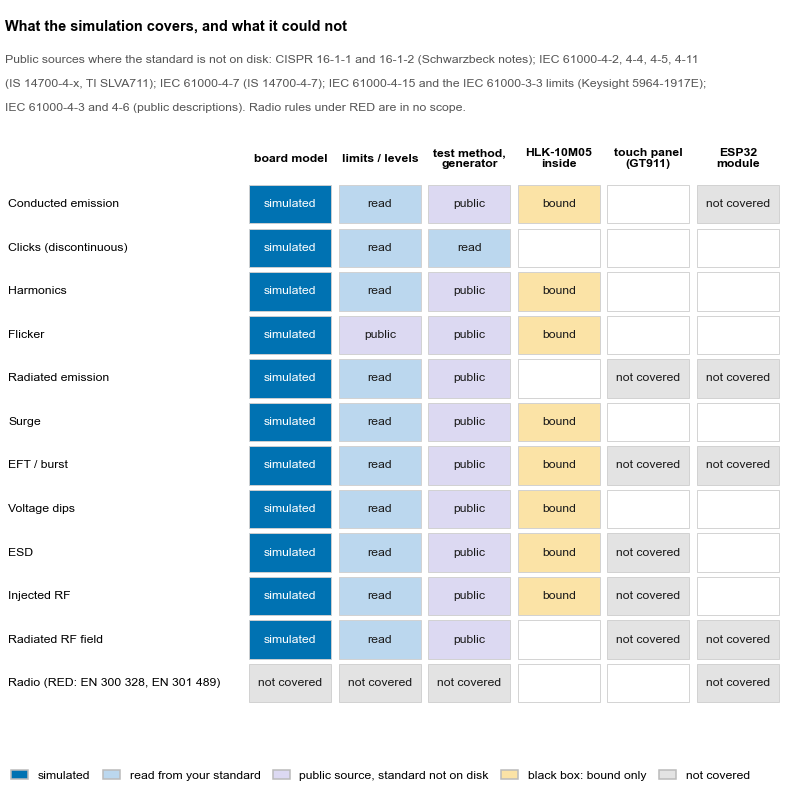 What the simulation covers, and what it could not
Public sources where the standard is not on disk: CISPR 16-1-1 and 16-1-2 (Schwarzbeck notes); IEC 61000-4-2, 4-4, 4-5, 4-11
(IS 14700-4-x, TI SLVA711); IEC 61000-4-7 (IS 14700-4-7); IEC 61000-4-15 and the IEC 61000-3-3 limits (Keysight 5964-1917E);
IEC 61000-4-3 and 4-6 (public descriptions). Radio rules under RED are in no scope.
board model limits / levels test method, generator HLK-10M05 inside touch panel (GT911) ESP32 module
Conducted emission simulated read public bound not covered
Clicks (discontinuous) simulated read read
Harmonics simulated read public bound
Flicker simulated public public bound
Radiated emission simulated read public not covered not covered
Surge simulated read public bound
EFT / burst simulated read public bound not covered not covered
Voltage dips simulated read public bound
ESD simulated read public bound not covered
Injected RF simulated read public bound not covered
Radiated RF field simulated read public not covered not covered
Radio (RED: EN 300 328, EN 301 489) not covered not covered not covered not covered
simulated read from your standard public source, standard not on disk black box: bound only not covered